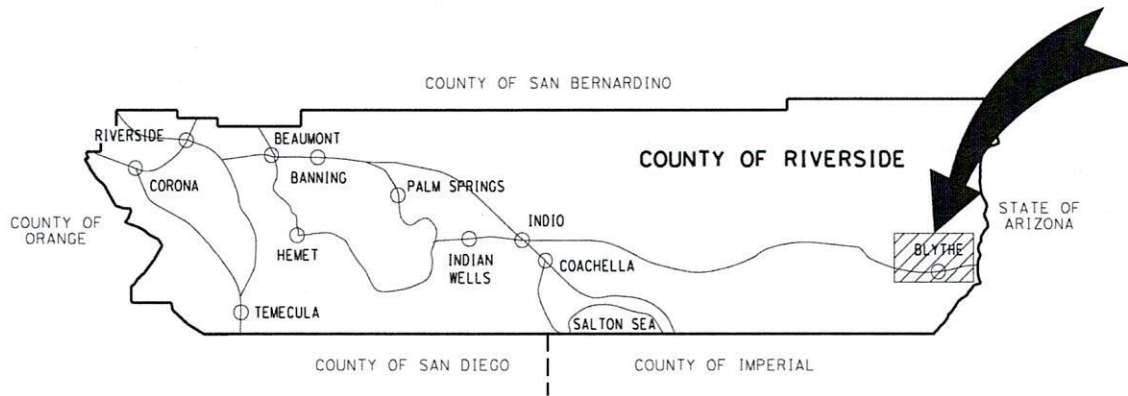 COUNTY OF SAN BERNARDINO
RIVERSIDE
BEAUMONT
COUNTY OF RIVERSIDE
BANNING
CORONA
PALM SPRINGS
STATE OF
ARIZONA
COUNTY OF
ORANGE
INDIO
BLYTHE
HEMET
INDIAN
WELLS
COACHELLA
TEMECULA
SALTON SEA
COUNTY OF SAN DIEGO
COUNTY OF IMPERIAL